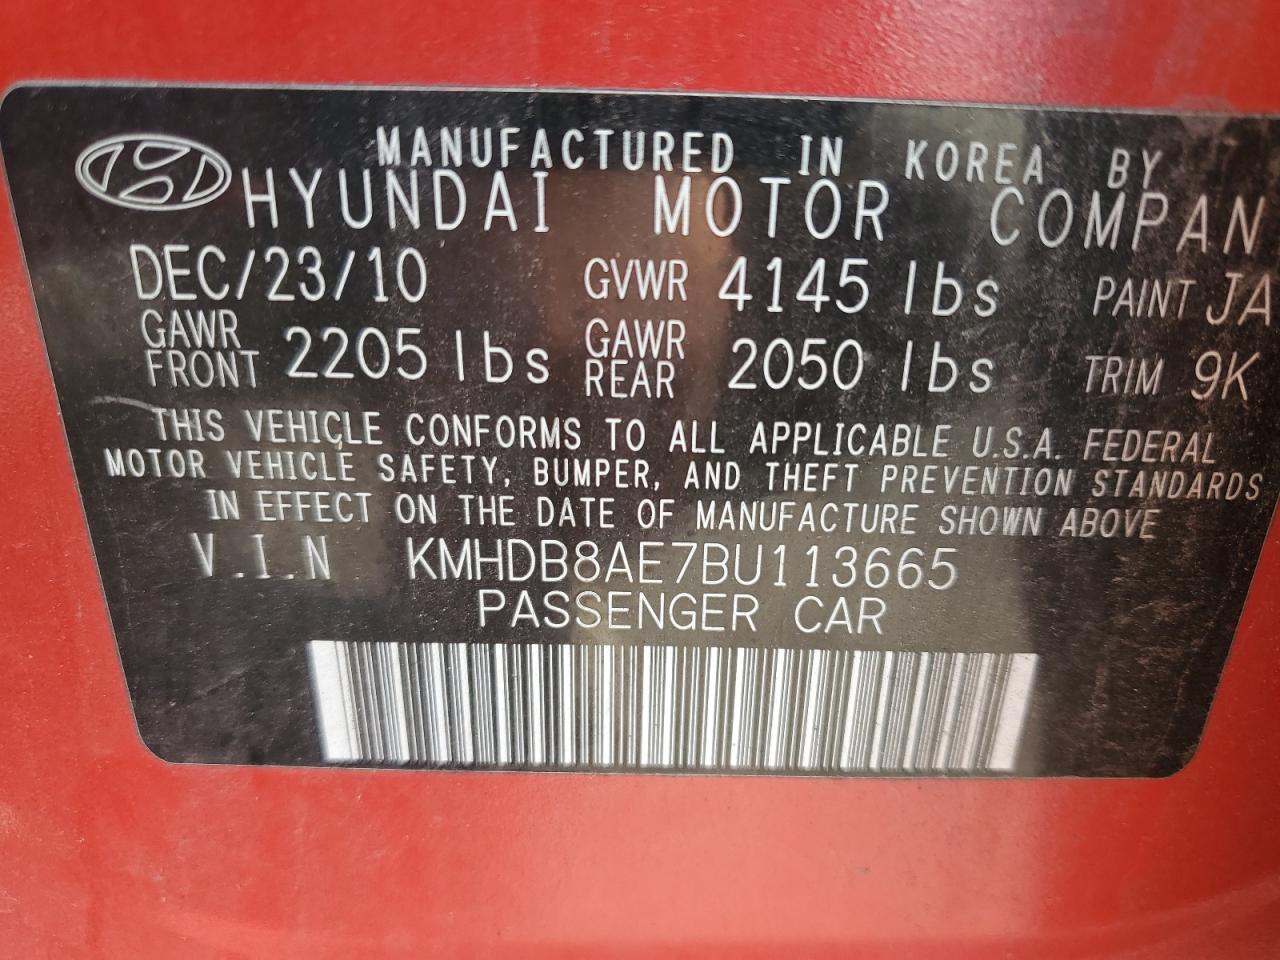 MANUFACTURED IN KOREA BY
HYUNDAI MOTOR COMPAN
DEC/23/10 GVWR 4145 lbs PAINT JA
GAWR FRONT 2205 lbs GAWR REAR 2050 lbs TRIM 9K
THIS VEHICLE CONFORMS TO ALL APPLICABLE U.S.A. FEDERAL
MOTOR VEHICLE SAFETY, BUMPER, AND THEFT PREVENTION STANDARDS
IN EFFECT ON THE DATE OF MANUFACTURE SHOWN ABOVE
V.I.N KMHDB8AE7BU113665
PASSENGER CAR